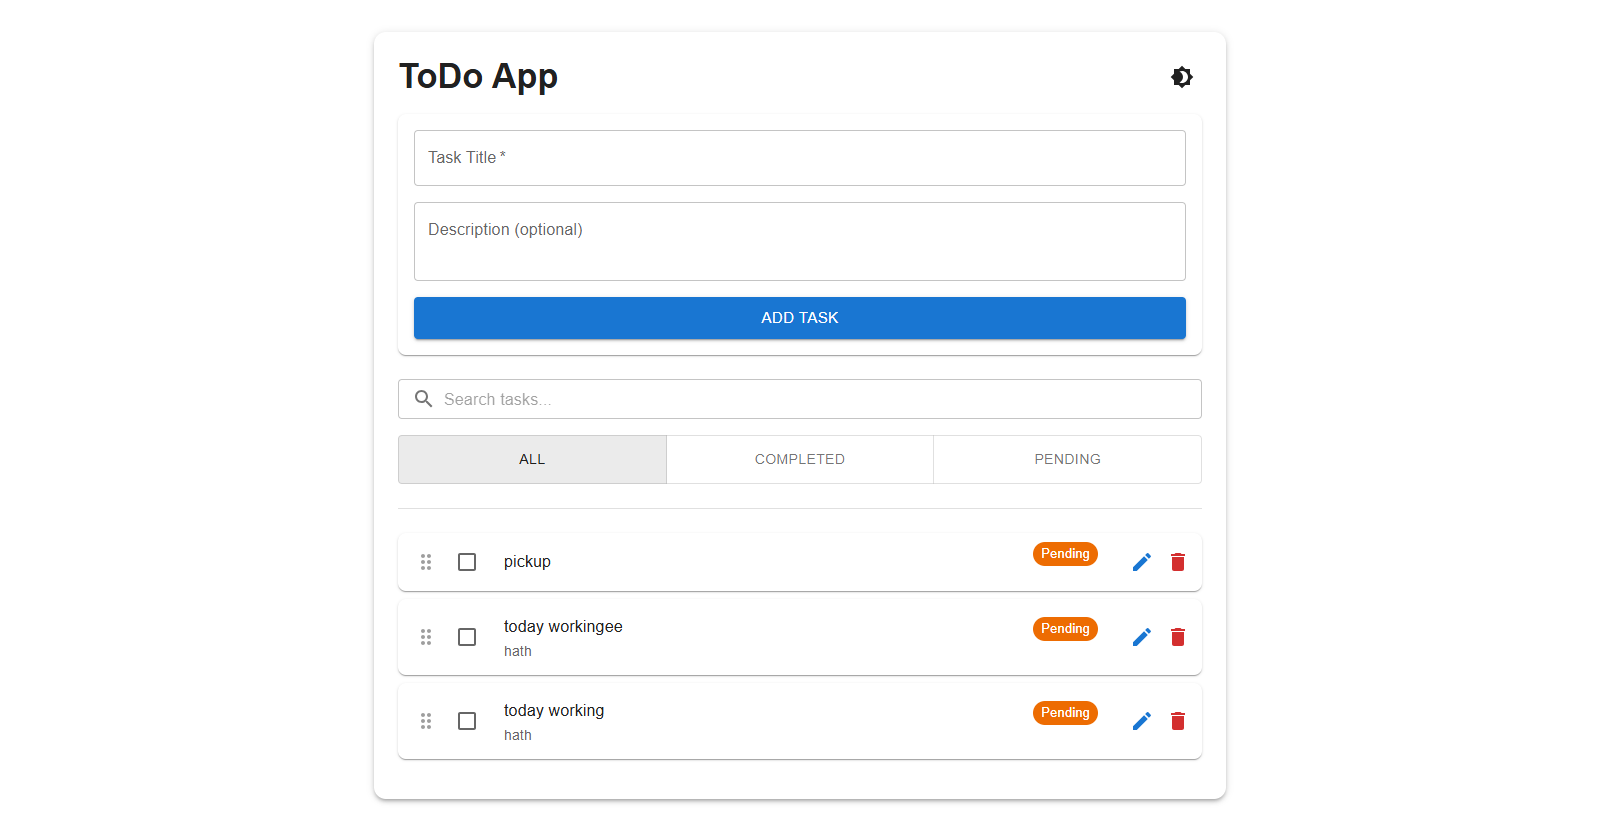 ToDo App
Task Title *
Description (optional)
ADD TASK
Search tasks...
ALL COMPLETED PENDING
pickup Pending
today workingee Pending
hath
today working Pending
hath